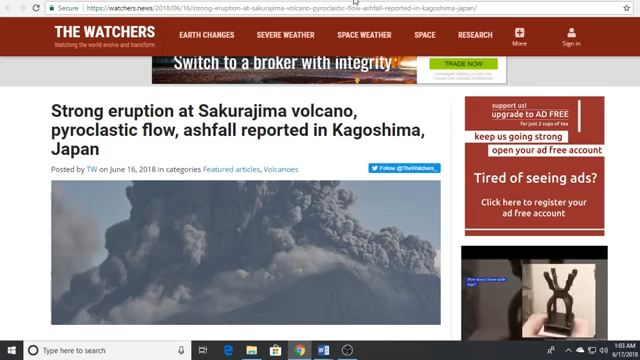 Secure
https://watchers.news/2018/06/16/strong-eruption-at-sakurajima-volcano-pyroclastic-flow-ashfall-reported-in-kagoshima-japan/
THE WATCHERS
Watching the world evolve and transform
EARTH CHANGES
SEVERE WEATHER
SPACE WEATHER
SPACE
RESEARCH
More
Sign in
Switch to a broker with integrity
TRADE NOW
Strong eruption at Sakurajima volcano,
pyroclastic flow, ashfall reported in Kagoshima,
Japan
Posted by TW on June 16, 2018 in categories Featured articles, Volcanoes
Follow @TheWatchers_
support us!
upgrade to AD FREE
for just 2 cups of tea
keep us going strong
open your ad free account
Tired of seeing ads?
Click here to register
your ad free account
Type here to search
1:03 AM
6/17/2018